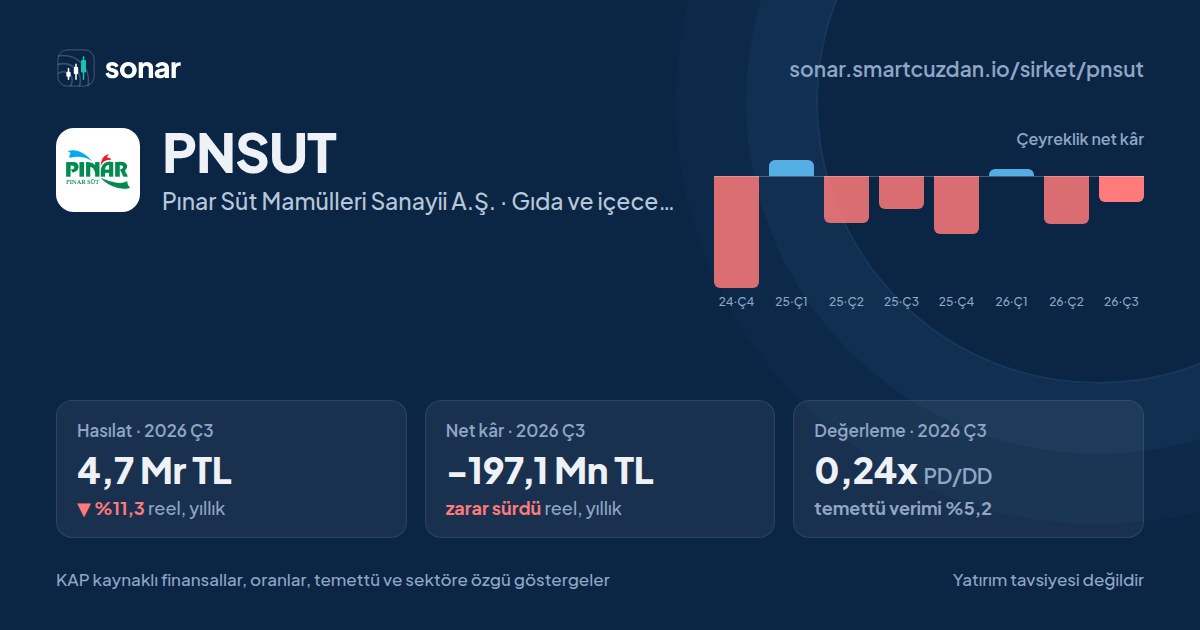 sonar
sonar.smartcuzdan.io/sirket/pnsut
PINAR
PINAR SÜT
PNSUT
Pınar Süt Mamülleri Sanayii A.Ş. · Gıda ve içece…
Çeyreklik net kâr
24-Ç4 25-Ç1 25-Ç2 25-Ç3 25-Ç4 26-Ç1 26-Ç2 26-Ç3
Hasılat · 2026 Ç3
4,7 Mr TL
▼ %11,3 reel, yıllık
Net kâr · 2026 Ç3
−197,1 Mn TL
zarar sürdü reel, yıllık
Değerleme · 2026 Ç3
0,24x PD/DD
temettü verimi %5,2
KAP kaynaklı finansallar, oranlar, temettü ve sektöre özgü göstergeler
Yatırım tavsiyesi değildir